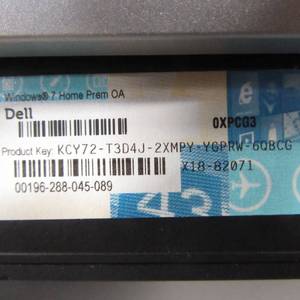 Windows® 7 Home Prem OA
Dell
0XPCG3
Product Key: KCY72-T3D4J-2XMPY-YGPRW-6Q8CG
X18-82071
00196-288-045-089